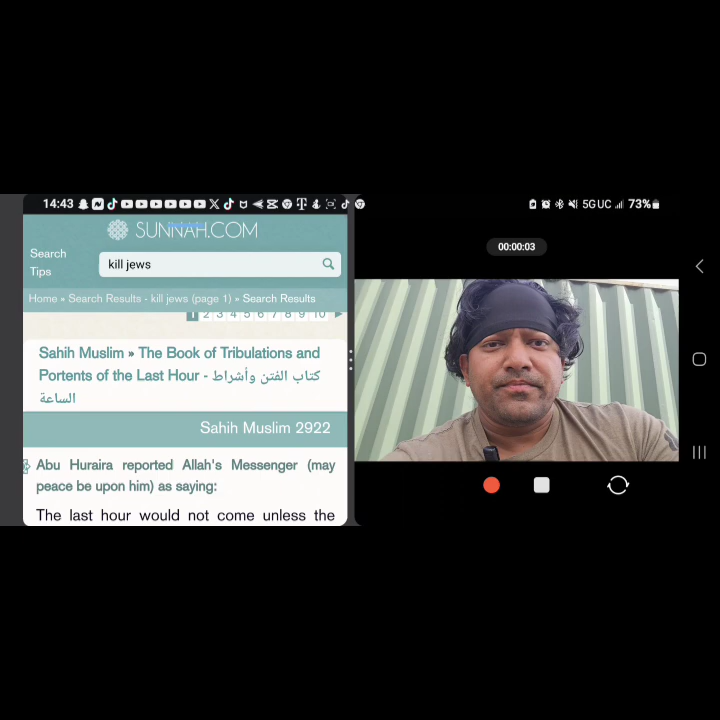 14:43
5GUC 73%
SUNNAH.COM
Search
Tips
kill jews
Home » Search Results - kill jews (page 1) » Search Results
1 2 3 4 5 6 7 8 9 10
Sahih Muslim » The Book of Tribulations and
Portents of the Last Hour - كتاب الفتن وأشراط
الساعة
Sahih Muslim 2922
Abu Huraira reported Allah's Messenger (may
peace be upon him) as saying:
The last hour would not come unless the
00:00:03